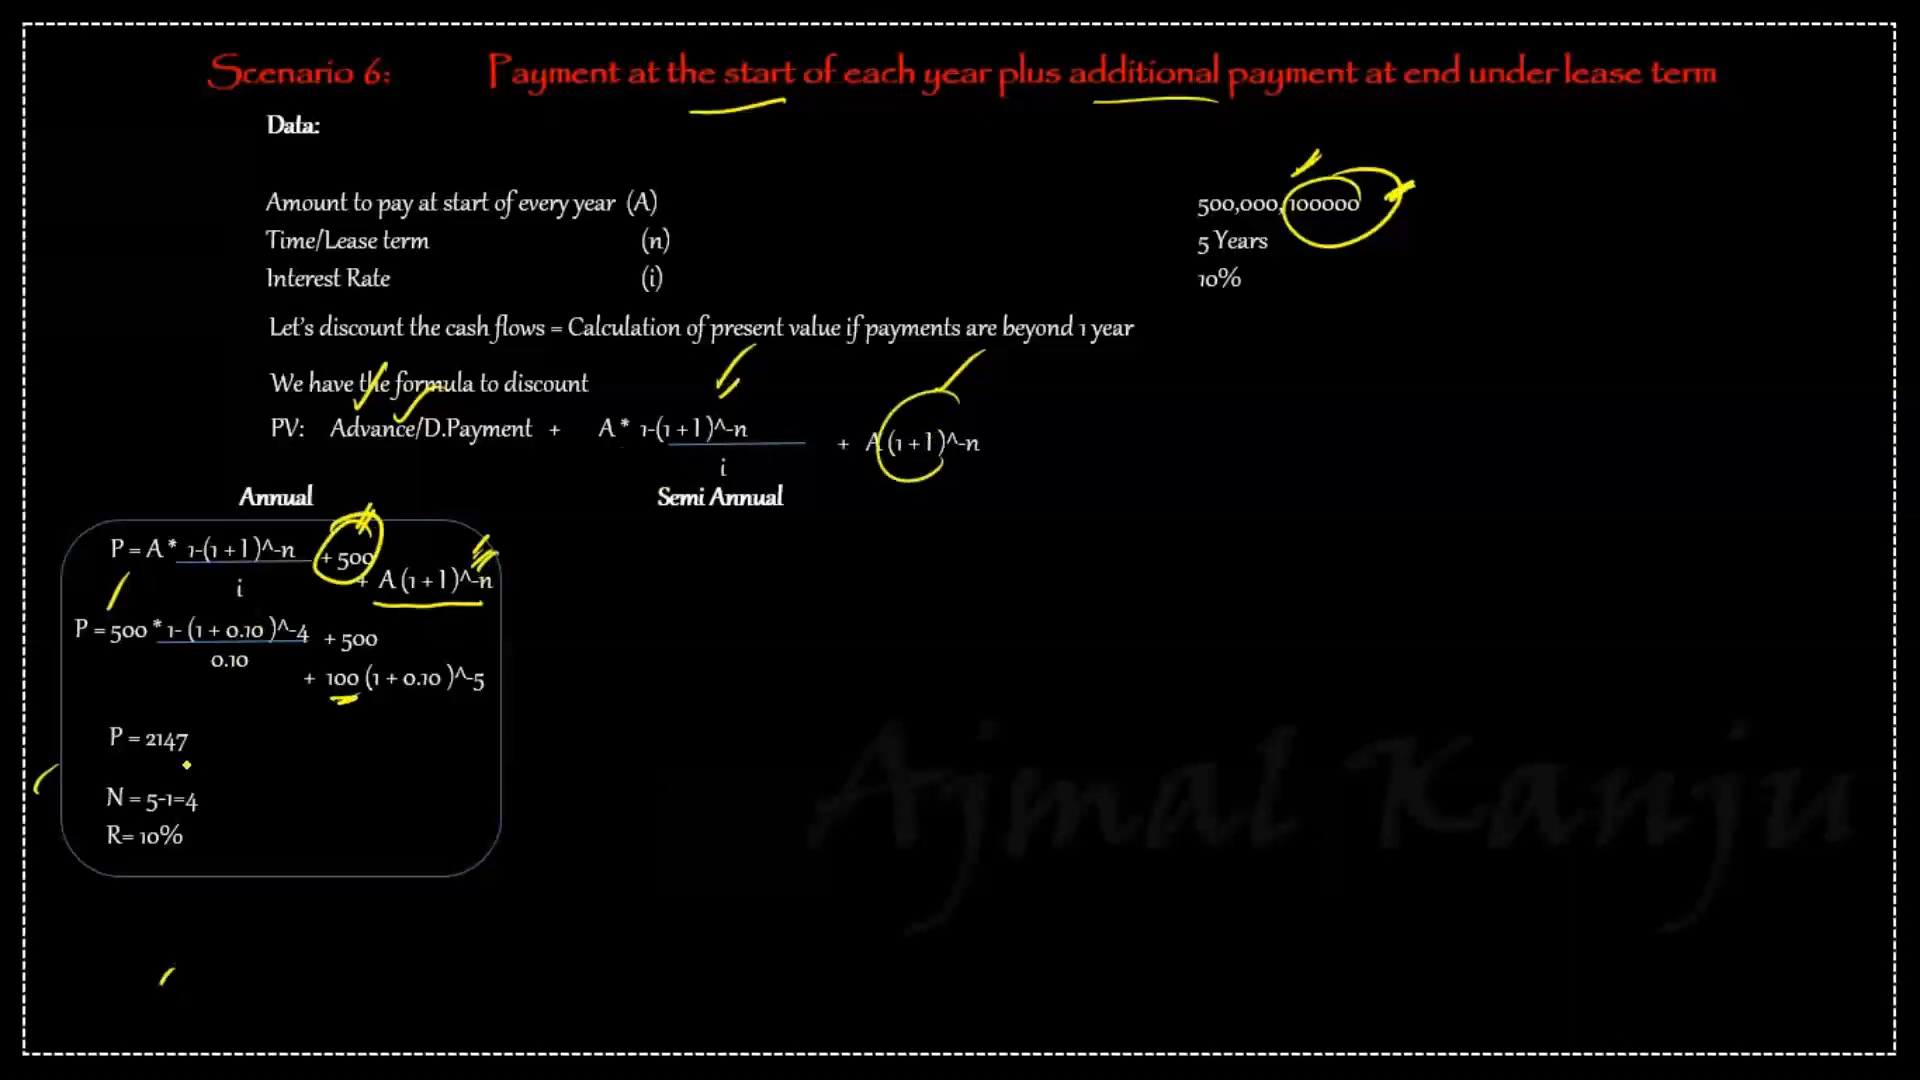 Scenario 6: Payment at the start of each year plus additional payment at end under lease term
Data:
Amount to pay at start of every year (A) 500,000, 100000
Time/Lease term (n) 5 Years
Interest Rate (i) 10%
Let's discount the cash flows = Calculation of present value if payments are beyond 1 year
We have the formula to discount
PV: Advance/D.Payment + A * 1-(1 + I )^-n
+ A (1 + I )^-n
i
Annual Semi Annual
P = A * 1-(1 + I )^-n + 500
+ A (1 + I )^-n
i
P = 500 * 1- (1 + 0.10 )^-4 + 500
0.10
+ 100 (1 + 0.10 )^-5
P = 2147
N = 5-1=4
R= 10%
Ajmal Kanju